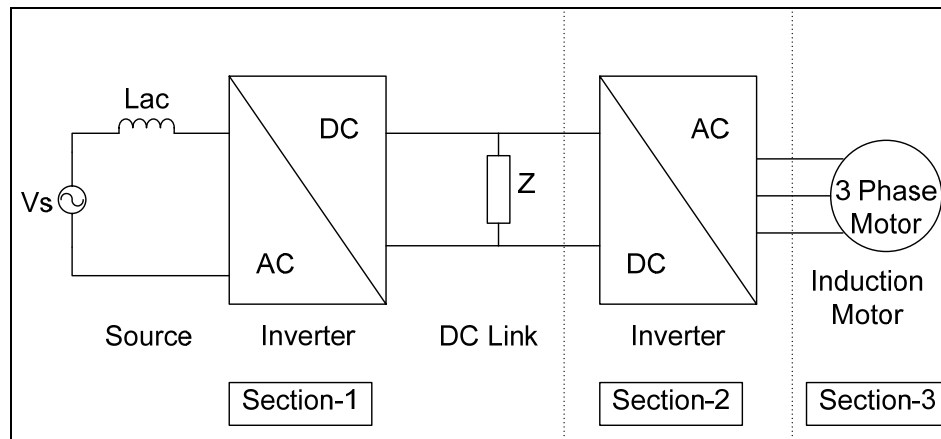 Lac
DC
AC
Vs
Z
3 Phase
Motor
AC
DC
Induction
Motor
Source
Inverter
DC Link
Inverter
Section-1
Section-2
Section-3